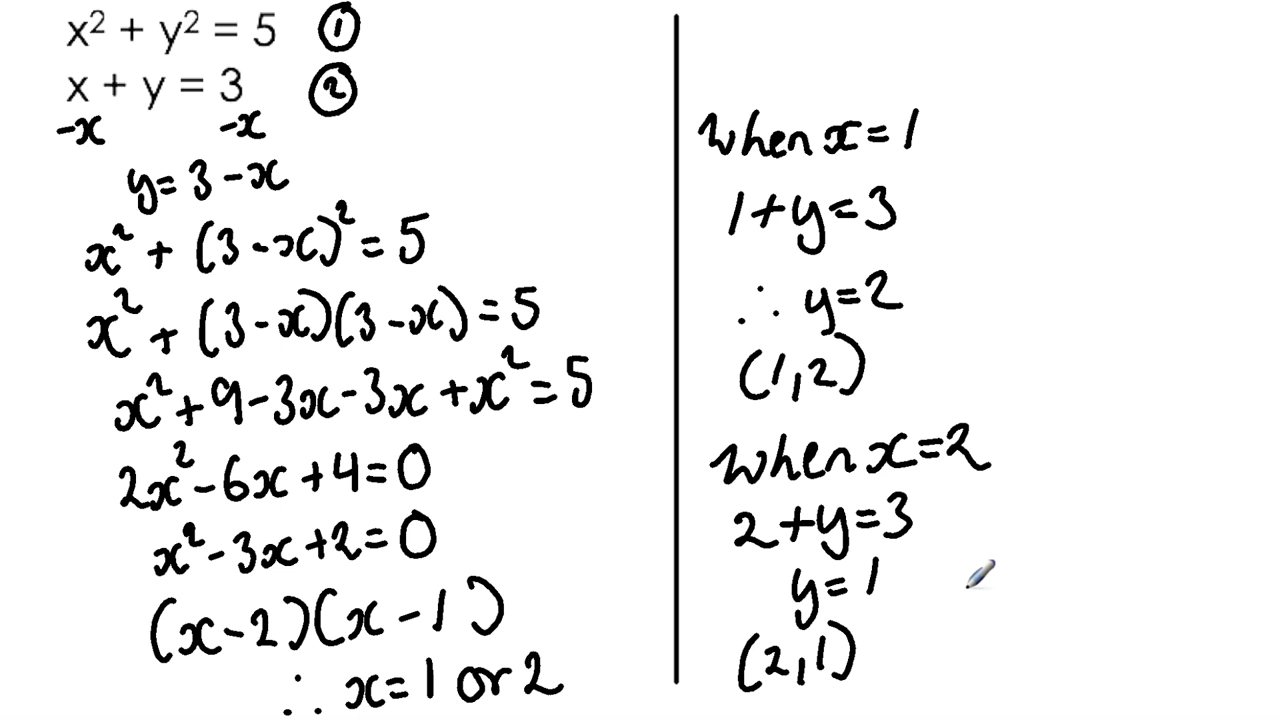 x² + y² = 5 ①
x + y = 3 ②
-x -x
y = 3 - x
x² + (3 - x)² = 5
x² + (3 - x)(3 - x) = 5
x² + 9 - 3x - 3x + x² = 5
2x² - 6x + 4 = 0
x² - 3x + 2 = 0
(x - 2)(x - 1)
∴ x = 1 or 2
when x = 1
1 + y = 3
∴ y = 2
(1, 2)
when x = 2
2 + y = 3
y = 1
(2, 1)